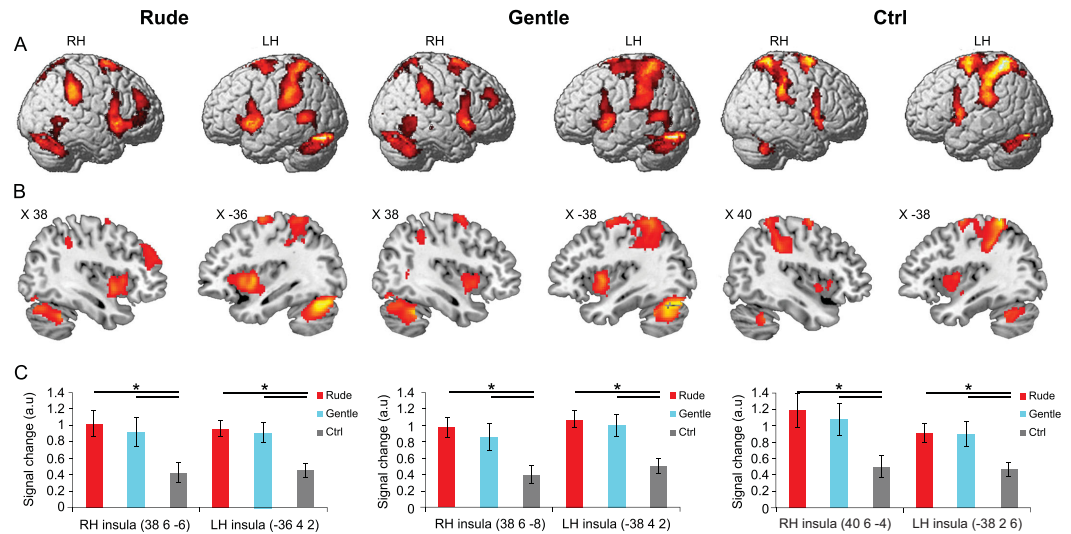 Rude Gentle Ctrl
A
RH LH RH LH RH LH
B
X 38 X -36 X 38 X -38 X 40 X -38
C
Signal change (a.u)
1.4
1.2
1
0.8
0.6
0.4
0.2
0
*
*
Rude
Gentle
Ctrl
RH insula (38 6 -6) LH insula (-36 4 2)
Signal change (a.u)
1.4
1.2
1
0.8
0.6
0.4
0.2
0
*
*
Rude
Gentle
Ctrl
RH insula (38 6 -8) LH insula (-38 4 2)
Signal change (a.u)
1.4
1.2
1
0.8
0.6
0.4
0.2
0
*
*
Rude
Gentle
Ctrl
RH insula (40 6 -4) LH insula (-38 2 6)